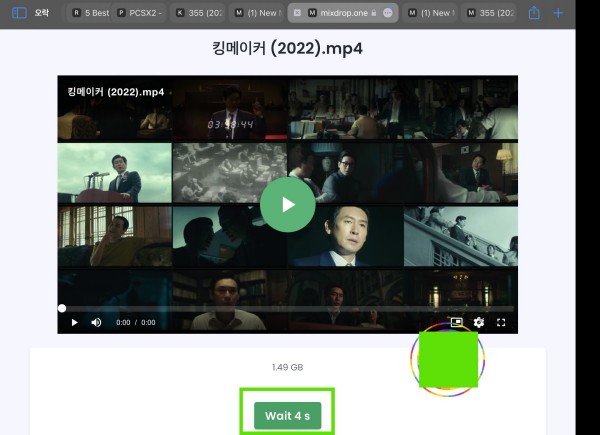 오락
R 5 Best
P PCSX2 -
K 355 (202
M (1) New
M mixdrop.one
M (1) New
M 355 (202
킹메이커 (2022).mp4
킹메이커 (2022).mp4
03:58:44
0:00 / 0:00
1.49 GB
Wait 4 s